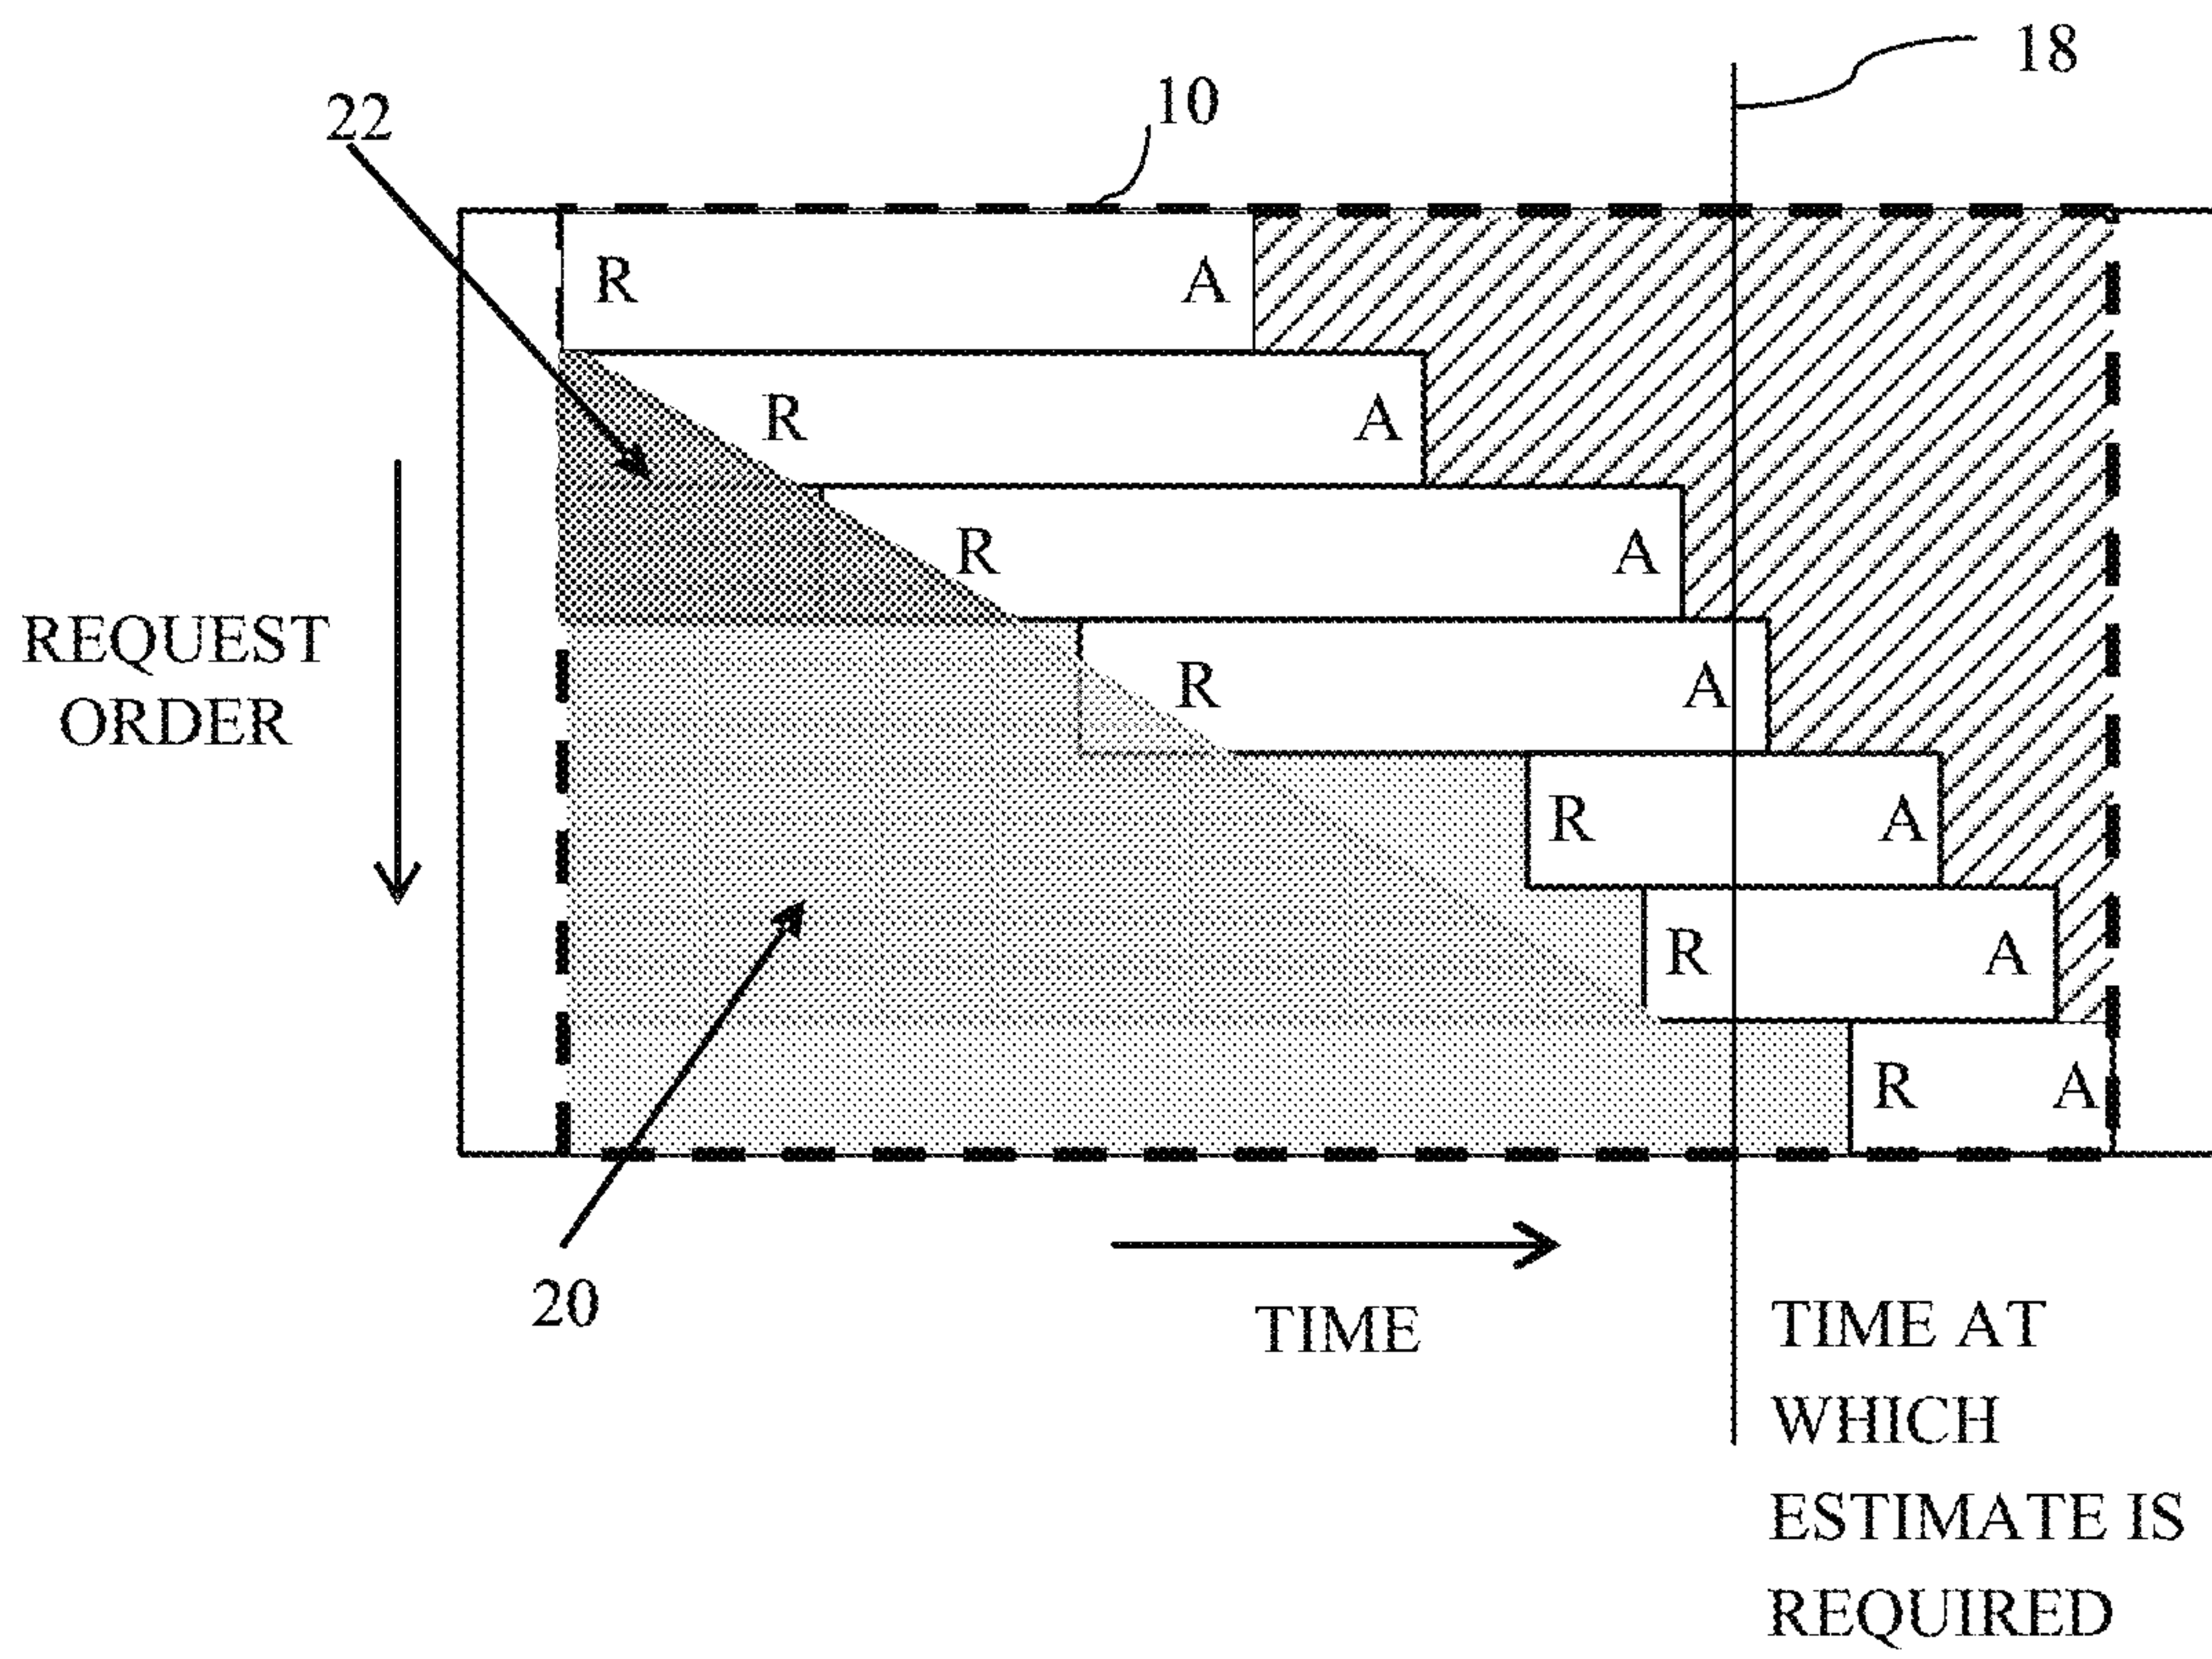 18
10
22
R A
R A
R A
REQUEST
ORDER
R A
R A
R A
R A
20
TIME
TIME AT
WHICH
ESTIMATE IS
REQUIRED